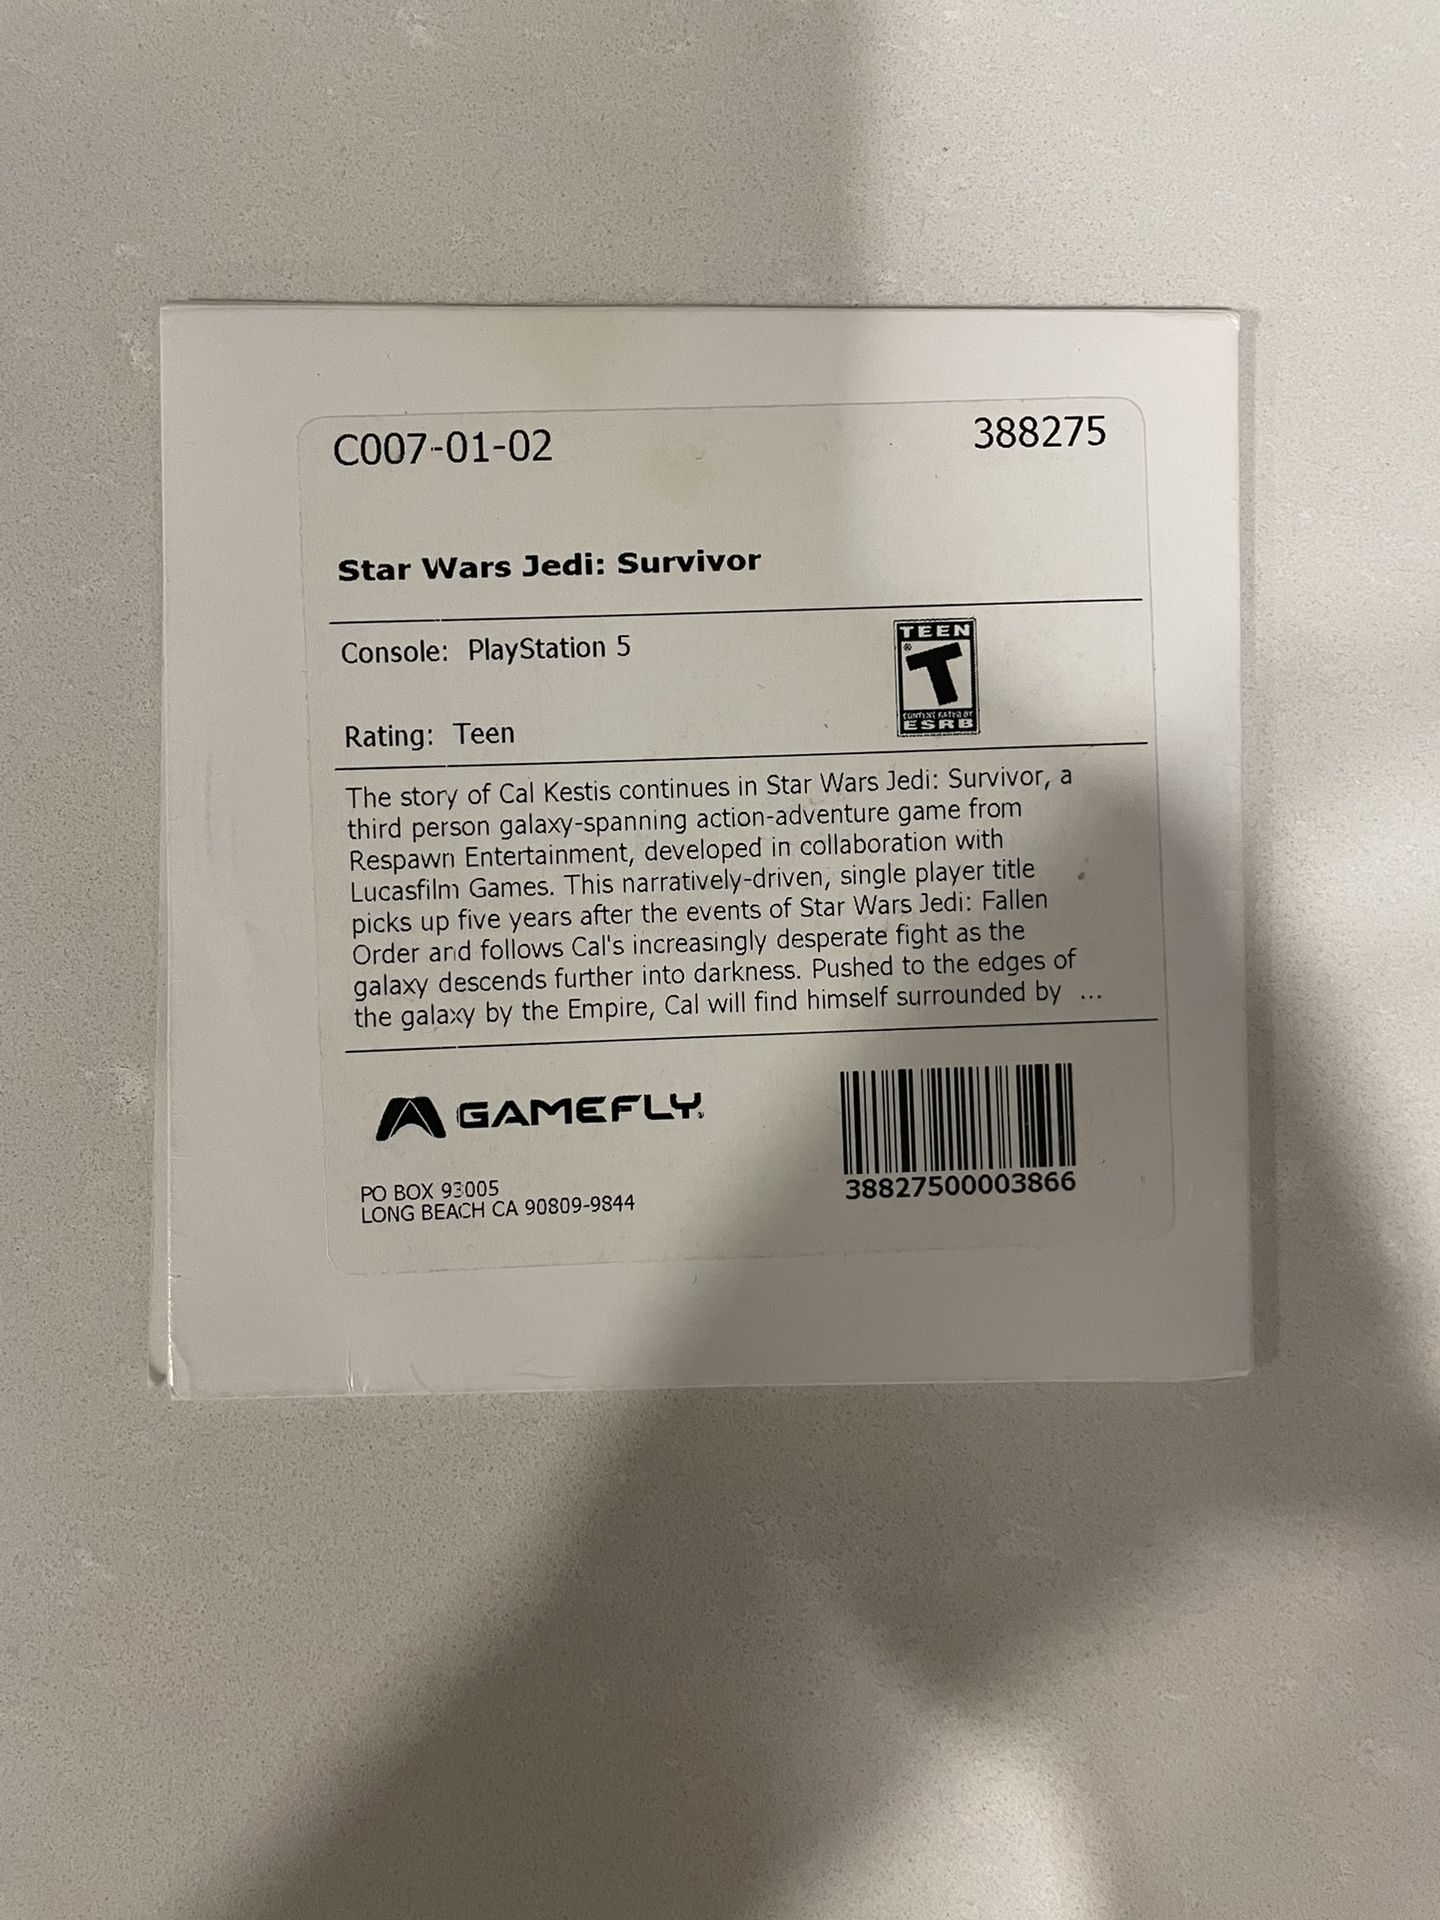 C007-01-02 388275
Star Wars Jedi: Survivor
Console: PlayStation 5
TEEN
T
®
CONTENT RATED BY
ESRB
Rating: Teen
The story of Cal Kestis continues in Star Wars Jedi: Survivor, a
third person galaxy-spanning action-adventure game from
Respawn Entertainment, developed in collaboration with
Lucasfilm Games. This narratively-driven, single player title
picks up five years after the events of Star Wars Jedi: Fallen
Order and follows Cal's increasingly desperate fight as the
galaxy descends further into darkness. Pushed to the edges of
the galaxy by the Empire, Cal will find himself surrounded by ...
GAMEFLY®
PO BOX 93005
LONG BEACH CA 90809-9844
38827500003866